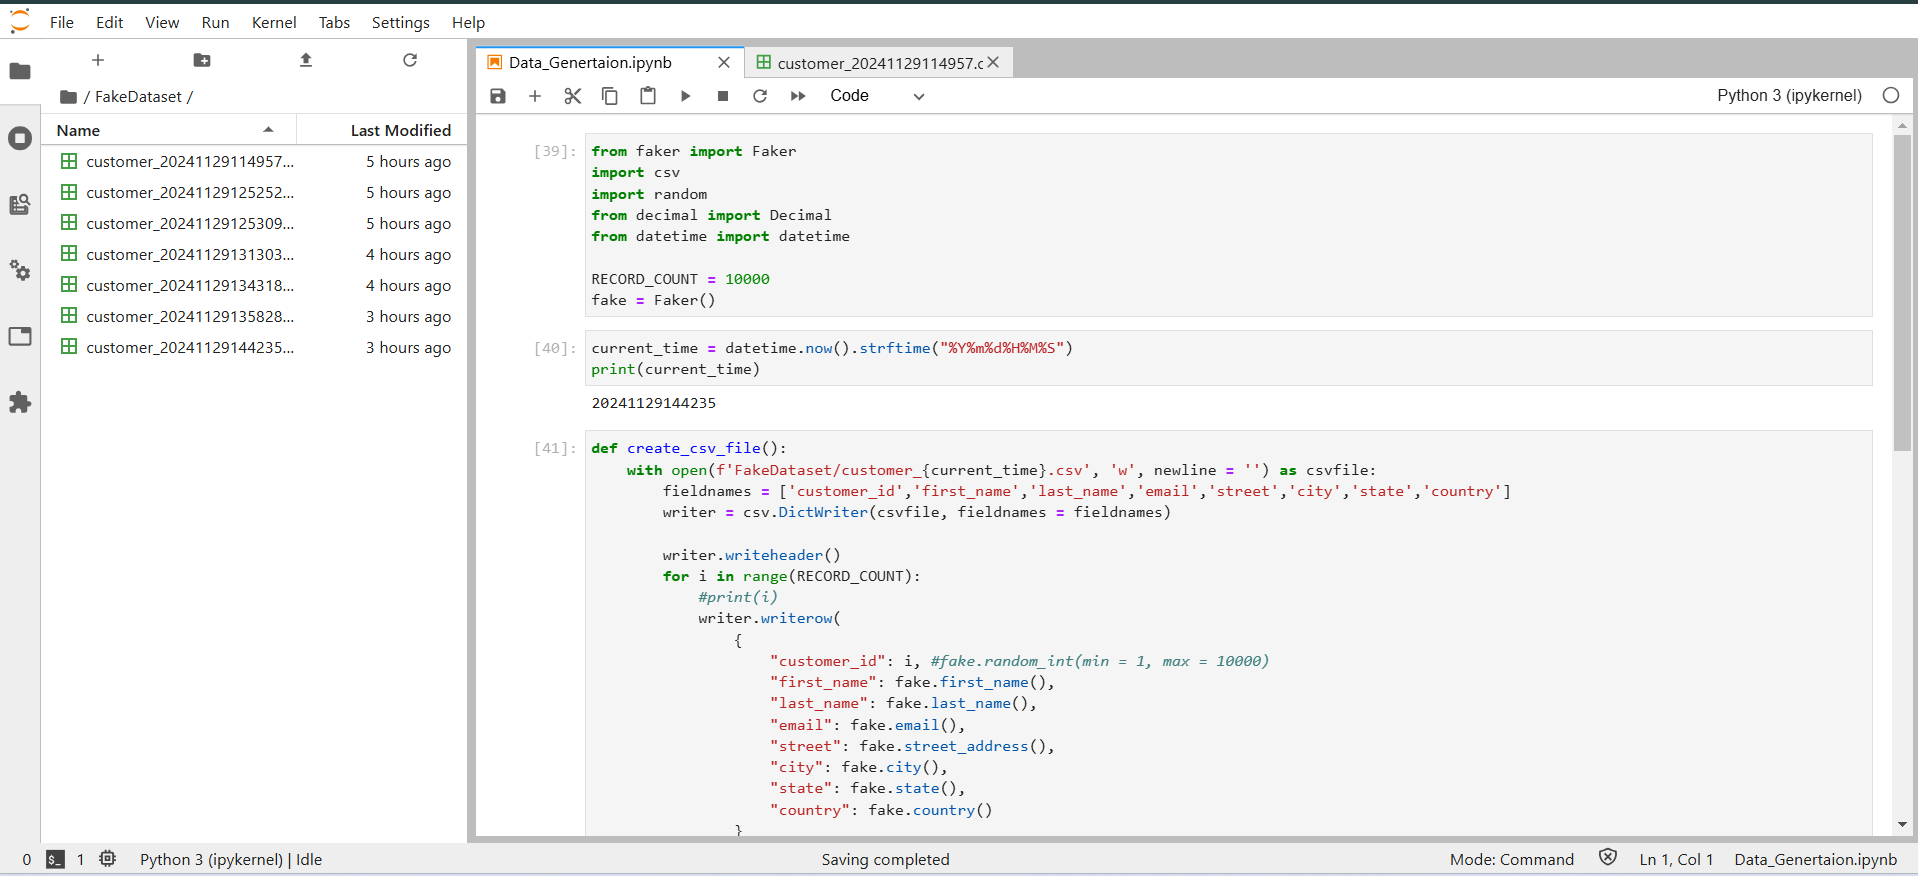 File Edit View Run Kernel Tabs Settings Help
/ FakeDataset /
Name Last Modified
customer_20241129114957... 5 hours ago
customer_20241129125252... 5 hours ago
customer_20241129125309... 5 hours ago
customer_20241129131303... 4 hours ago
customer_20241129134318... 4 hours ago
customer_20241129135828... 3 hours ago
customer_20241129144235... 3 hours ago
Data_Genertaion.ipynb customer_20241129114957.c
Code Python 3 (ipykernel)
[39]: from faker import Faker
import csv
import random
from decimal import Decimal
from datetime import datetime
RECORD_COUNT = 10000
fake = Faker()
[40]: current_time = datetime.now().strftime("%Y%m%d%H%M%S")
print(current_time)
20241129144235
[41]: def create_csv_file():
with open(f'FakeDataset/customer_{current_time}.csv', 'w', newline = '') as csvfile:
fieldnames = ['customer_id','first_name','last_name','email','street','city','state','country']
writer = csv.DictWriter(csvfile, fieldnames = fieldnames)
writer.writeheader()
for i in range(RECORD_COUNT):
#print(i)
writer.writerow(
{
"customer_id": i, #fake.random_int(min = 1, max = 10000)
"first_name": fake.first_name(),
"last_name": fake.last_name(),
"email": fake.email(),
"street": fake.street_address(),
"city": fake.city(),
"state": fake.state(),
"country": fake.country()
}
0 $_ 1 Python 3 (ipykernel) | Idle Saving completed Mode: Command Ln 1, Col 1 Data_Genertaion.ipynb